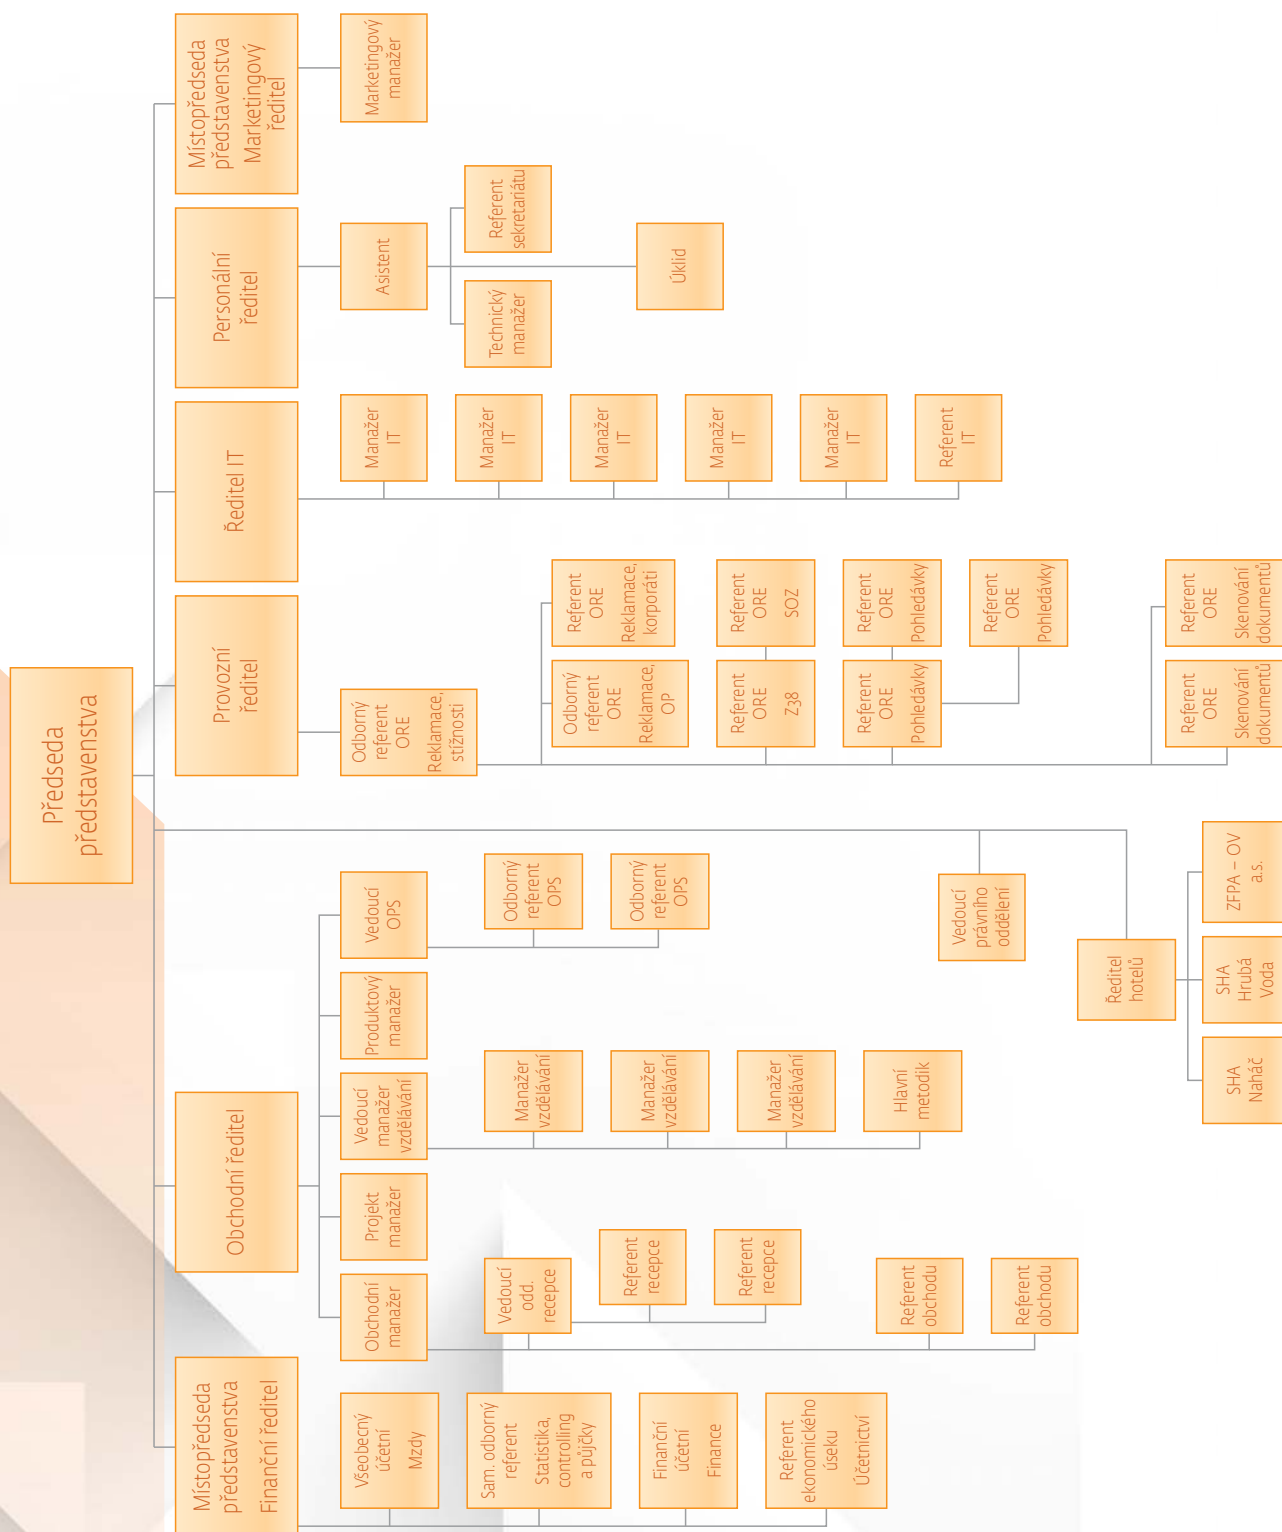 Předseda
představenstva
Místopředseda
představenstva
Finanční ředitel
Všeobecný
účetní
Mzdy
Sam. odborný
referent
Statistika,
controlling
a půjčky
Finanční
účetní
Finance
Referent
ekonomického
úseku
Účetnictví
Obchodní ředitel
Obchodní
manažer
Vedoucí
odd.
recepce
Referent
recepce
Referent
recepce
Referent
obchodu
Referent
obchodu
Projekt
manažer
Vedoucí
manažer
vzdělávání
Manažer
vzdělávání
Manažer
vzdělávání
Manažer
vzdělávání
Hlavní
metodik
Produktový
manažer
Vedoucí
OPS
Odborný
referent
OPS
Odborný
referent
OPS
Vedoucí
právního
oddělení
Ředitel
hotelů
SHA
Naháč
SHA
Hrubá
Voda
ZFPA – OV
a.s.
Provozní
ředitel
Odborný
referent
ORE
Reklamace,
stížnosti
Odborný
referent
ORE
Reklamace,
OP
Referent
ORE
Reklamace,
korporáti
Referent
ORE
Z38
Referent
ORE
SOZ
Referent
ORE
Pohledávky
Referent
ORE
Pohledávky
Referent
ORE
Pohledávky
Referent
ORE
Skenování
dokumentů
Referent
ORE
Skenování
dokumentů
Ředitel IT
Manažer
IT
Manažer
IT
Manažer
IT
Manažer
IT
Manažer
IT
Referent
IT
Personální
ředitel
Asistent
Technický
manažer
Referent
sekretariátu
Úklid
Místopředseda
představenstva
Marketingový
ředitel
Marketingový
manažer